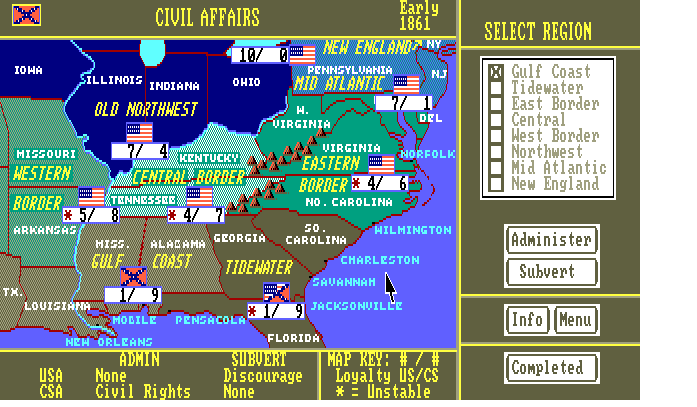 CIVIL AFFAIRS
Early
1861
SELECT REGION
10/ 0
NEW ENGLAND
NY
IOWA
ILLINOIS
INDIANA
OHIO
PENNSYLVANIA
MID ATLANTIC
NJ
7/ 1
DEL
OLD NORTHWEST
7/ 4
W.
VIRGINIA
VIRGINIA
NORFOLK
MISSOURI
WESTERN
BORDER
* 5/ 8
ARKANSAS
KENTUCKY
CENTRAL BORDER
TENNESSEE
* 4/ 7
EASTERN
BORDER
* 4/ 6
NO. CAROLINA
SO.
CAROLINA
WILMINGTON
MISS.
ALACAMA
GEORGIA
GULF COAST
TIDEWATER
CHARLESTON
SAVANNAH
TX.
LOUISIANA
1/ 9
* 1/ 9
JACKSONVILLE
MOBILE
PENSACOLA
NEW ORLEANS
FLORIDA
Gulf Coast
Tidewater
East Border
Central
West Border
Northwest
Mid Atlantic
New England
Administer
Subvert
Info
Menu
Completed
ADMIN SUBVERT
USA None Discourage
CSA Civil Rights None
MAP KEY: # / #
Loyalty US/CS
* = Unstable